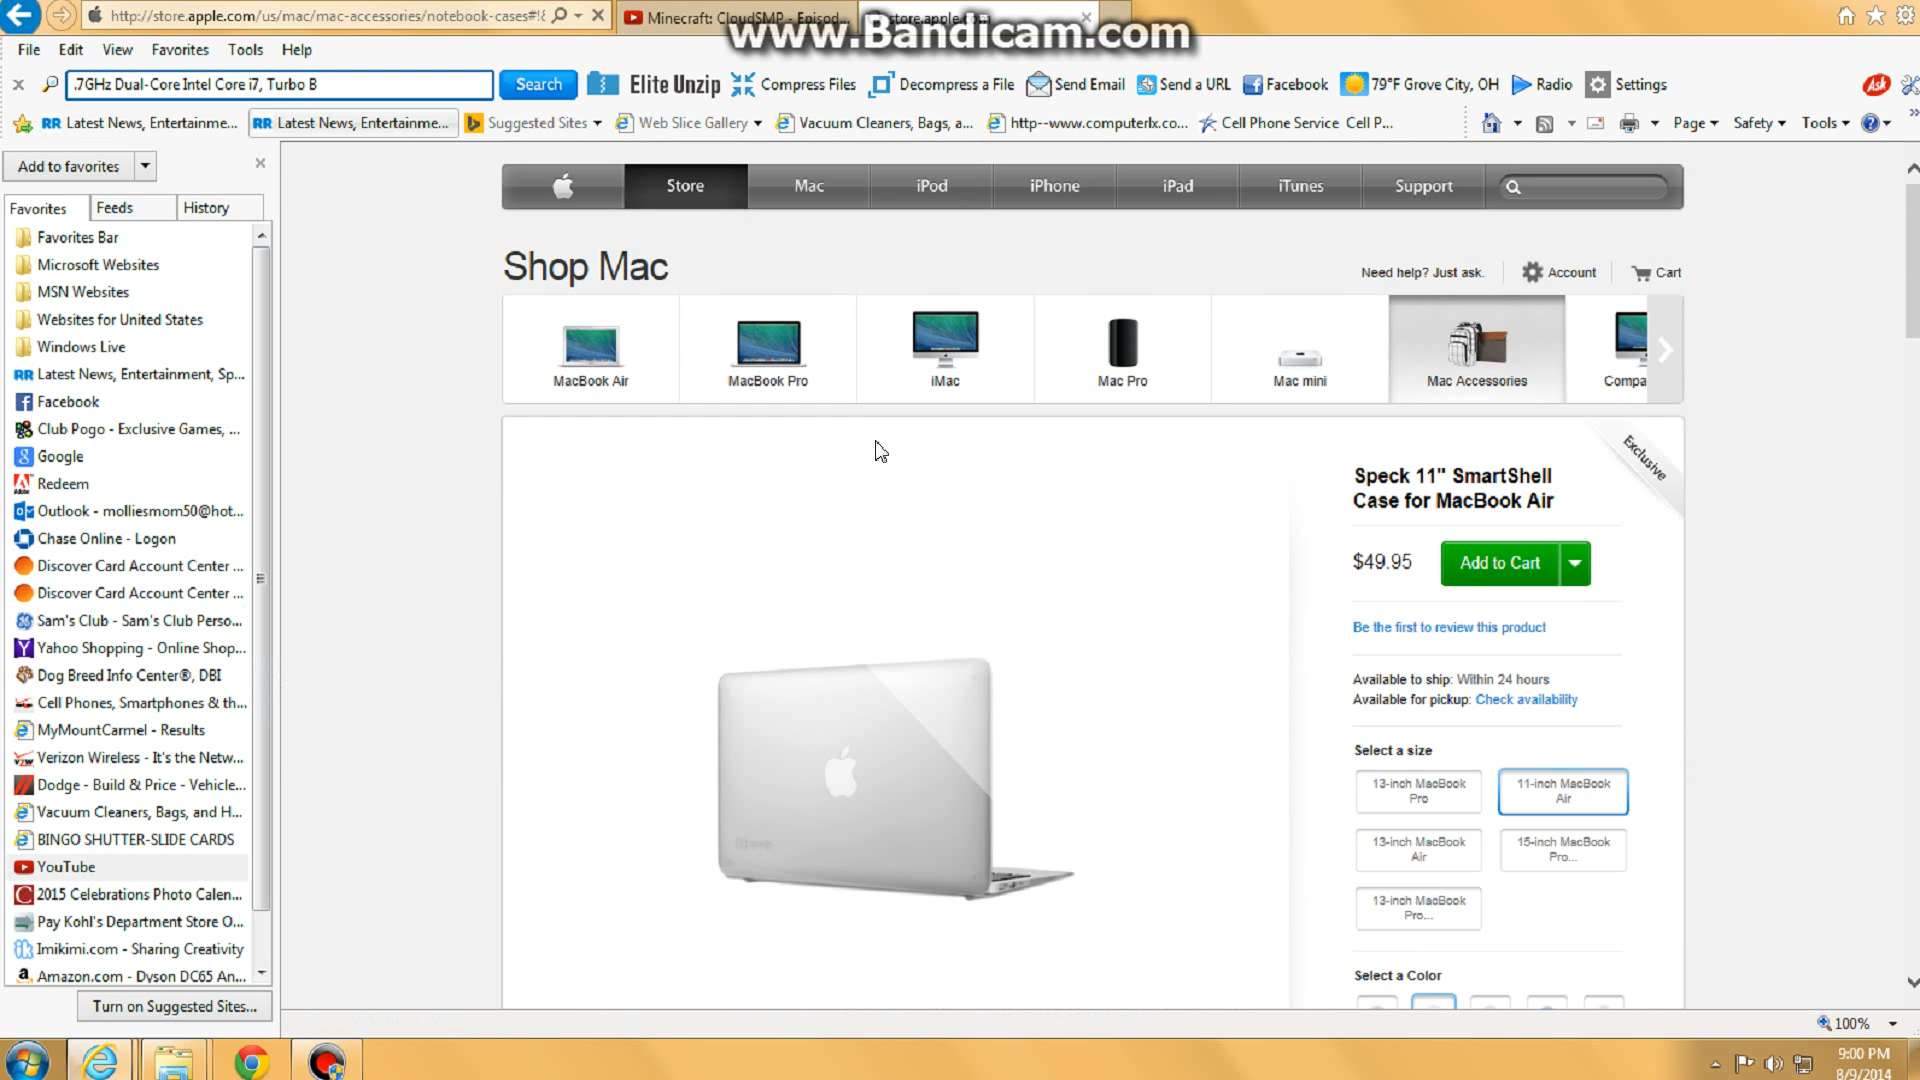 http://store.apple.com/us/mac/mac-accessories/notebook-cases#!&
Minecraft: CloudSMP - Episod...
store.apple.com
www.Bandicam.com
File Edit View Favorites Tools Help
.7GHz Dual-Core Intel Core i7, Turbo B
Search
Elite Unzip
Compress Files
Decompress a File
Send Email
Send a URL
Facebook
79°F Grove City, OH
Radio
Settings
Ask
RR Latest News, Entertainme...
RR Latest News, Entertainme...
Suggested Sites
Web Slice Gallery
Vacuum Cleaners, Bags, a...
http--www.computerlx.co...
Cell Phone Service Cell P...
Page
Safety
Tools
Add to favorites
Favorites
Feeds
History
Favorites Bar
Microsoft Websites
MSN Websites
Websites for United States
Windows Live
RR Latest News, Entertainment, Sp...
Facebook
Club Pogo - Exclusive Games, ...
Google
Redeem
Outlook - molliesmom50@hot...
Chase Online - Logon
Discover Card Account Center ...
Discover Card Account Center ...
Sam's Club - Sam's Club Perso...
Yahoo Shopping - Online Shop...
Dog Breed Info Center®, DBI
Cell Phones, Smartphones & th...
MyMountCarmel - Results
Verizon Wireless - It's the Netw...
Dodge - Build & Price - Vehicle...
Vacuum Cleaners, Bags, and H...
BINGO SHUTTER-SLIDE CARDS
YouTube
2015 Celebrations Photo Calen...
Pay Kohl's Department Store O...
Imikimi.com - Sharing Creativity
Amazon.com - Dyson DC65 An...
Turn on Suggested Sites...
Store
Mac
iPod
iPhone
iPad
iTunes
Support
Shop Mac
Need help? Just ask.
Account
Cart
MacBook Air
MacBook Pro
iMac
Mac Pro
Mac mini
Mac Accessories
Compa
Exclusive
Speck 11" SmartShell
Case for MacBook Air
$49.95
Add to Cart
Be the first to review this product
Available to ship: Within 24 hours
Available for pickup: Check availability
Select a size
13-inch MacBook
Pro
11-inch MacBook
Air
13-inch MacBook
Air
15-inch MacBook
Pro...
13-inch MacBook
Pro...
Select a Color
100%
9:00 PM
8/9/2014